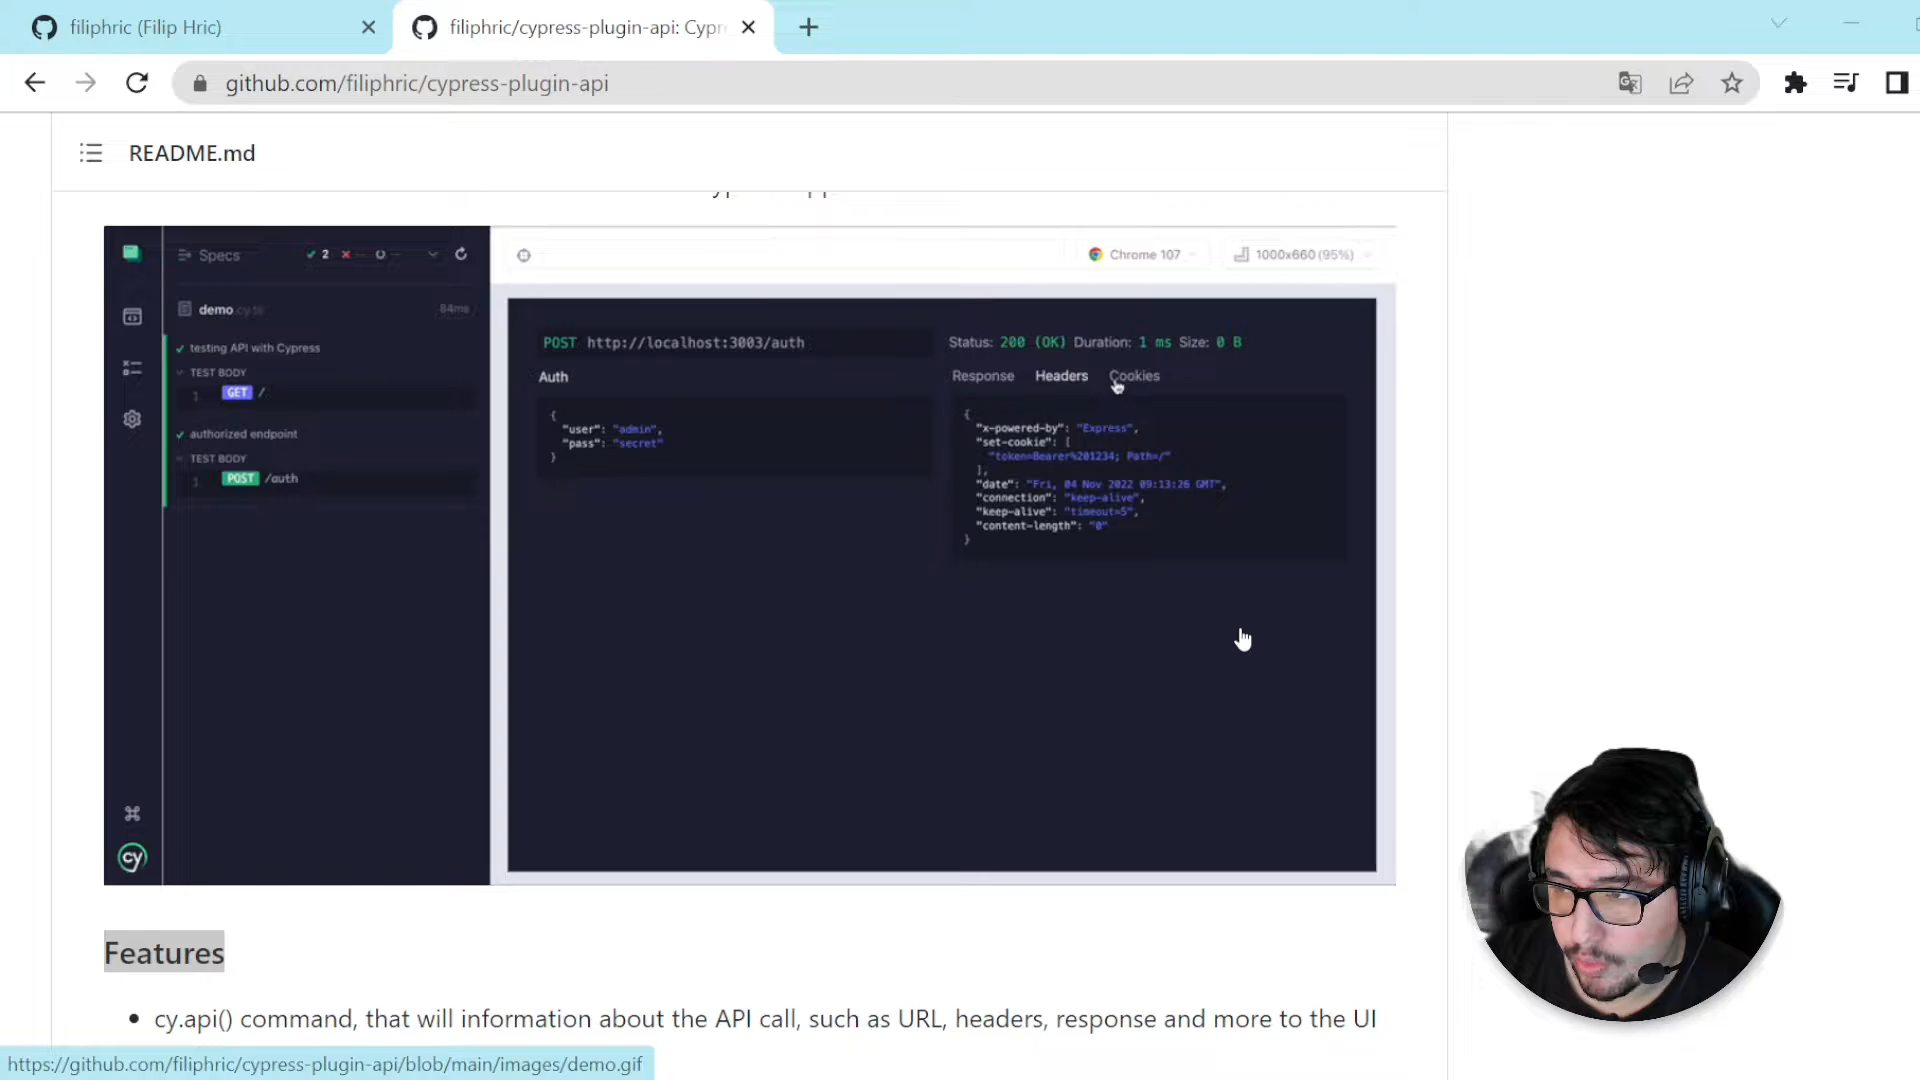 filiphric (Filip Hric)
filiphric/cypress-plugin-api: Cypr
github.com/filiphric/cypress-plugin-api
README.md
Specs
2
Chrome 107
1000x660 (95%)
demo.cy.ts
84ms
testing API with Cypress
TEST BODY
1 GET /
authorized endpoint
TEST BODY
1 POST /auth
POST http://localhost:3003/auth
Auth
{
"user": "admin",
"pass": "secret"
}
Status: 200 (OK) Duration: 1 ms Size: 0 B
Response Headers Cookies
{
"x-powered-by": "Express",
"set-cookie": [
"token=Bearer%201234; Path=/"
],
"date": "Fri, 04 Nov 2022 09:13:26 GMT",
"connection": "keep-alive",
"keep-alive": "timeout=5",
"content-length": "0"
}
cy
Features
• cy.api() command, that will information about the API call, such as URL, headers, response and more to the UI
https://github.com/filiphric/cypress-plugin-api/blob/main/images/demo.gif